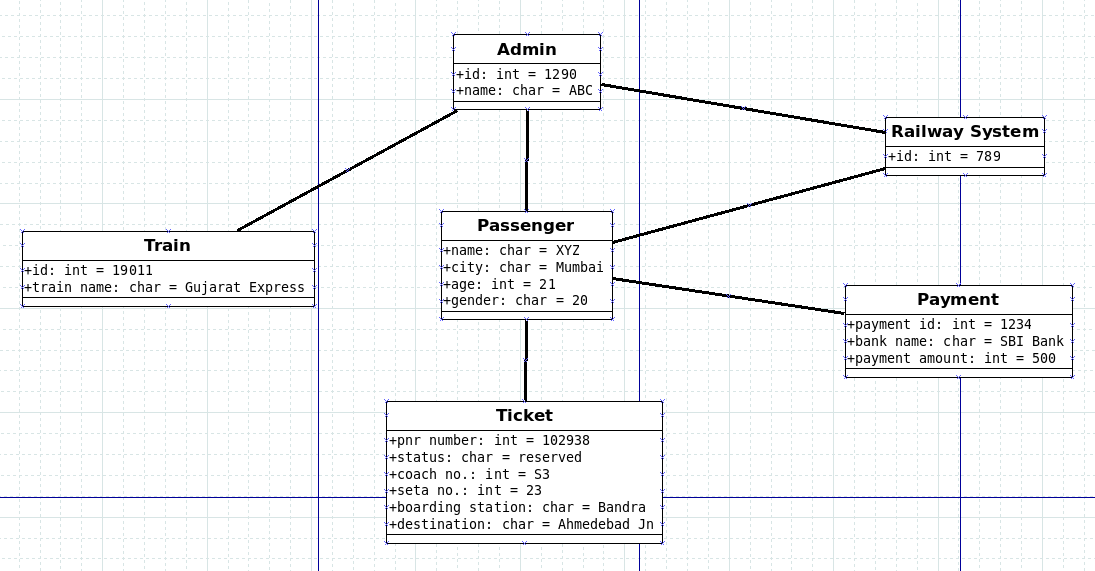 Admin
+id: int = 1290
+name: char = ABC
Railway System
+id: int = 789
Train
+id: int = 19011
+train name: char = Gujarat Express
Passenger
+name: char = XYZ
+city: char = Mumbai
+age: int = 21
+gender: char = 20
Payment
+payment id: int = 1234
+bank name: char = SBI Bank
+payment amount: int = 500
Ticket
+pnr number: int = 102938
+status: char = reserved
+coach no.: int = S3
+seta no.: int = 23
+boarding station: char = Bandra
+destination: char = Ahmedebad Jn